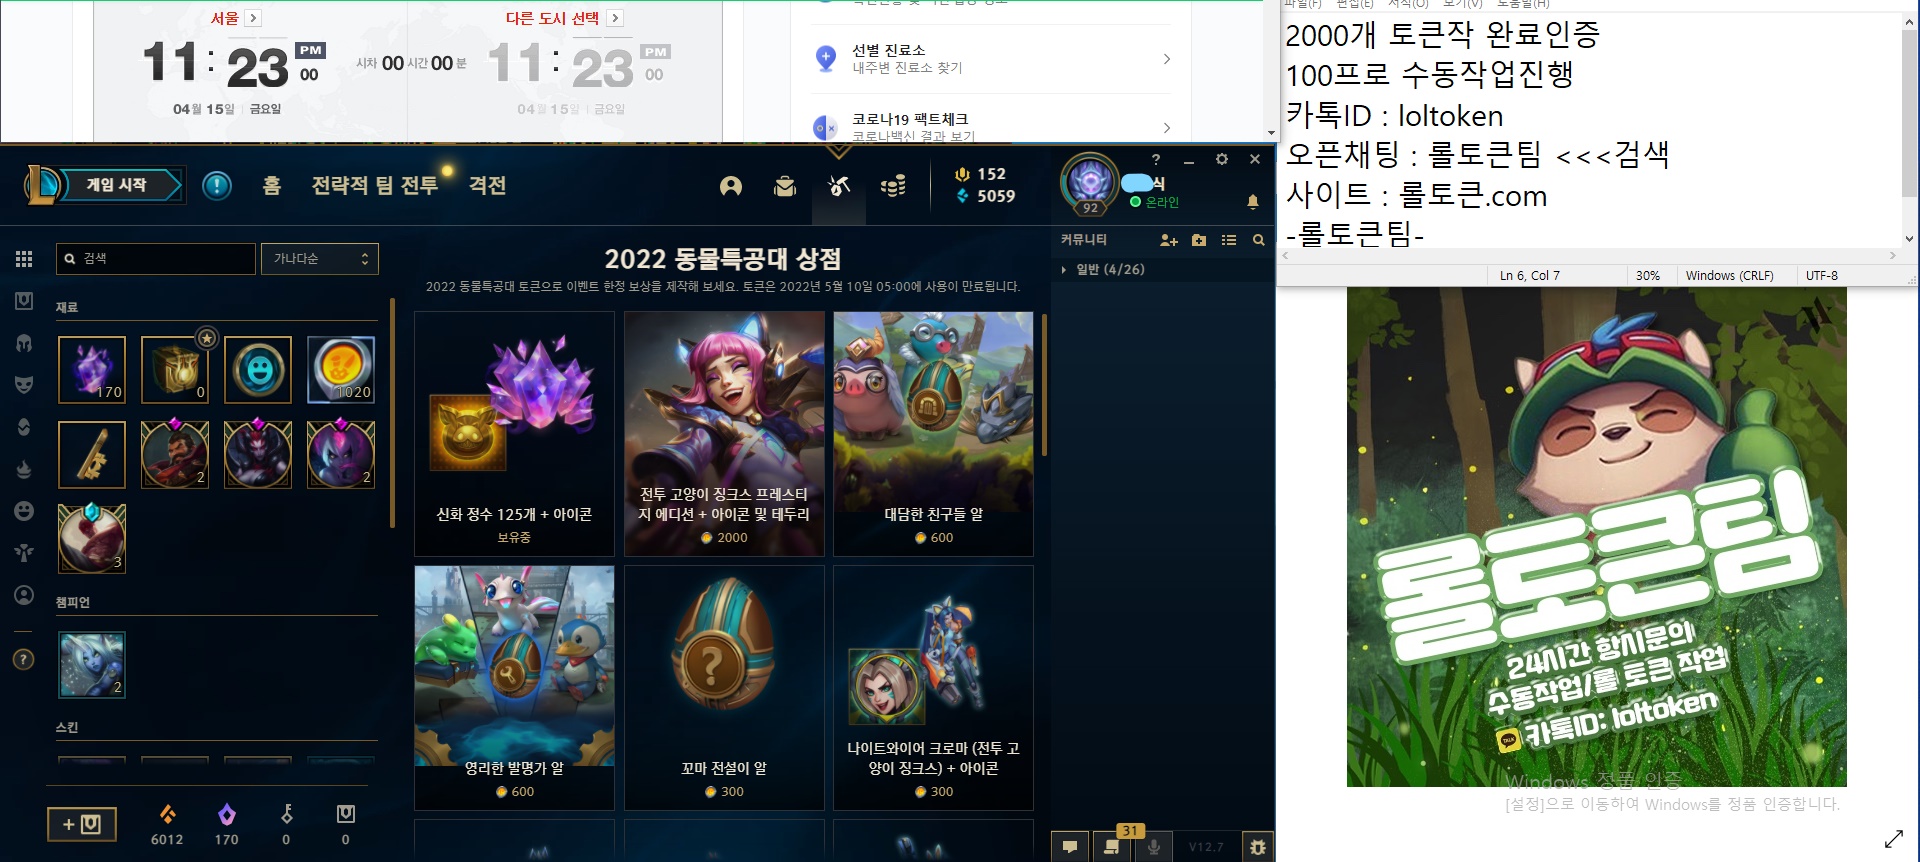 서울
다른 도시 선택
11:23 PM 00
시차 00 시간 00 분
11:23 PM 00
04월 15일 | 금요일
04월 15일 | 금요일
선별 진료소
내주변 진료소 찾기
코로나19 팩트체크
코로나백신 결과 보기
파일(F) 편집(E) 서식(O) 보기(V) 도움말(H)
2000개 토큰작 완료인증
100프로 수동작업진행
카톡ID : loltoken
오픈채팅 : 롤토큰팀 <<<검색
사이트 : 롤토큰.com
-롤토큰팀-
Ln 6, Col 7
30%
Windows (CRLF)
UTF-8
게임 시작
홈
전략적 팀 전투
격전
152
5059
92
식
온라인
커뮤니티
일반 (4/26)
검색
가나다순
재료
170
0
1020
2
2
3
챔피언
2
스킨
6012
170
0
0
2022 동물특공대 상점
2022 동물특공대 토큰으로 이벤트 한정 보상을 제작해 보세요. 토큰은 2022년 5월 10일 05:00에 사용이 만료됩니다.
신화 정수 125개 + 아이콘
보유중
전투 고양이 징크스 프레스티
지 에디션 + 아이콘 및 테두리
2000
대담한 친구들 알
600
영리한 발명가 알
600
꼬마 전설이 알
300
나이트와이어 크로마 (전투 고
양이 징크스) + 아이콘
300
31
V12.7
롤토큰팀
24시간 항시문의
수동작업/롤 토큰 작업
TALK
카톡ID: loltoken
Windows 정품 인증
[설정]으로 이동하여 Windows를 정품 인증합니다.